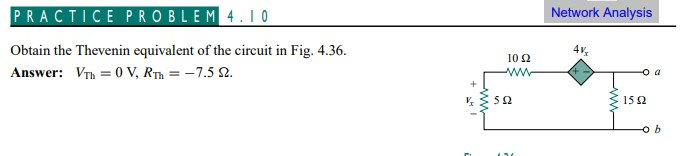 PRACTICE PROBLEM 4.10
Network Analysis
Obtain the Thevenin equivalent of the circuit in Fig. 4.36.
Answer: VTh = 0 V, RTh = −7.5 Ω.
4vx
10 Ω
+ −
a
+
vx
−
5 Ω
15 Ω
b